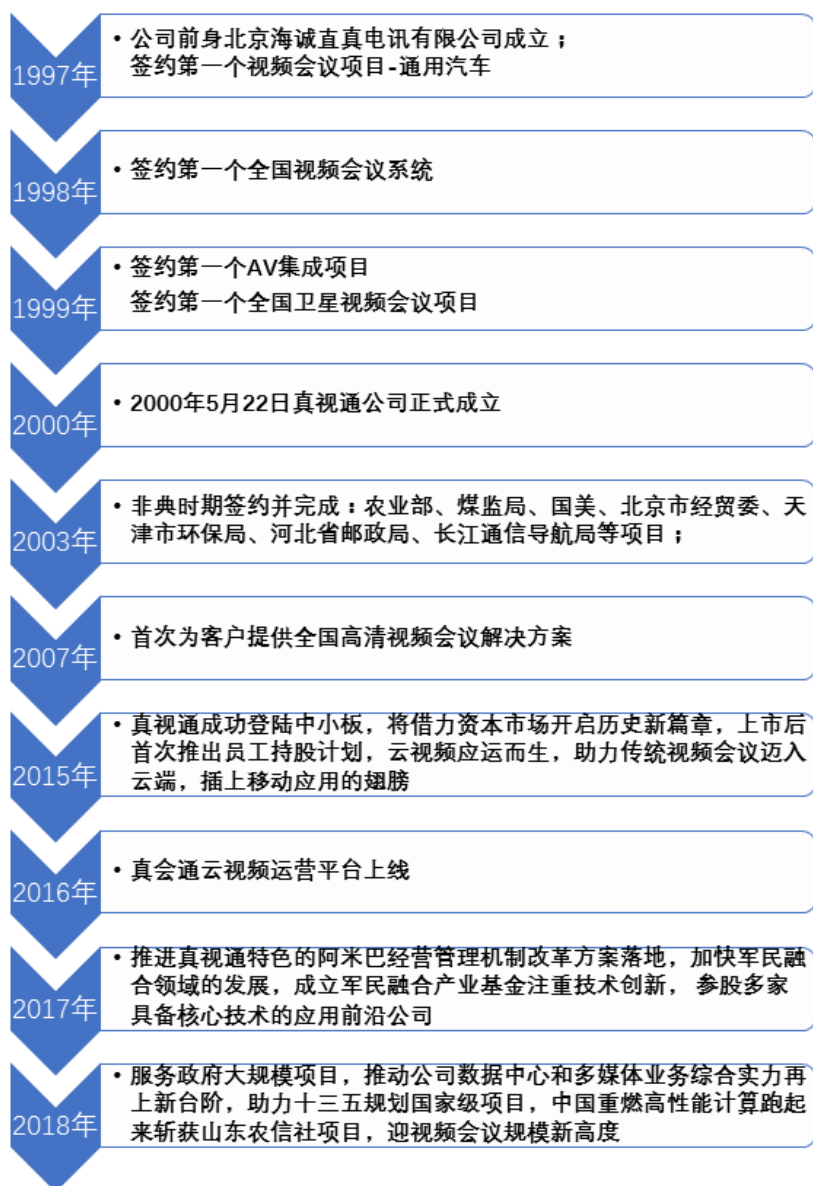 1997年
• 公司前身北京海诚直真电讯有限公司成立；
签约第一个视频会议项目-通用汽车
1998年
• 签约第一个全国视频会议系统
1999年
• 签约第一个AV集成项目
签约第一个全国卫星视频会议项目
2000年
• 2000年5月22日真视通公司正式成立
2003年
• 非典时期签约并完成：农业部、煤监局、国美、北京市经贸委、天
津市环保局、河北省邮政局、长江通信导航局等项目；
2007年
• 首次为客户提供全国高清视频会议解决方案
2015年
• 真视通成功登陆中小板，将借力资本市场开启历史新篇章，上市后
首次推出员工持股计划，云视频应运而生，助力传统视频会议迈入
云端，插上移动应用的翅膀
2016年
• 真会通云视频运营平台上线
2017年
• 推进真视通特色的阿米巴经营管理机制改革方案落地，加快军民融
合领域的发展，成立军民融合产业基金注重技术创新， 参股多家
具备核心技术的应用前沿公司
2018年
• 服务政府大规模项目，推动公司数据中心和多媒体业务综合实力再
上新台阶，助力十三五规划国家级项目，中国重燃高性能计算跑起
来斩获山东农信社项目，迎视频会议规模新高度